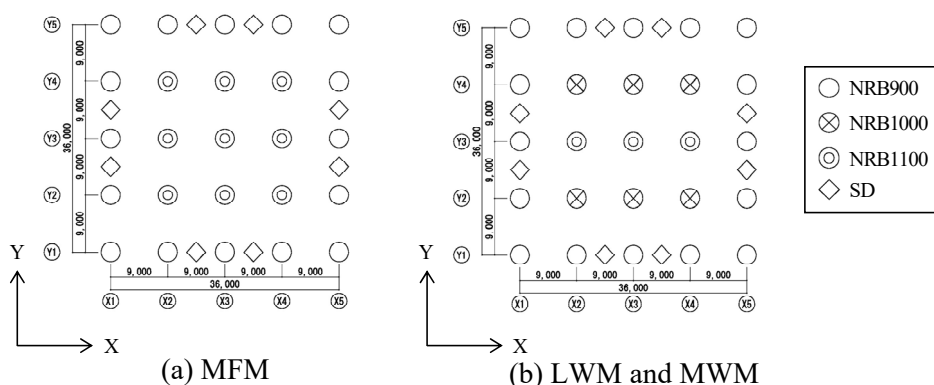 Y5
Y4
Y3
Y2
Y1
9,000
9,000
9,000
9,000
36,000
9,000
9,000
9,000
9,000
36,000
X1
X2
X3
X4
X5
Y
X
(a) MFM
Y5
Y4
Y3
Y2
Y1
9,000
9,000
9,000
9,000
36,000
9,000
9,000
9,000
9,000
36,000
X1
X2
X3
X4
X5
Y
X
(b) LWM and MWM
NRB900
NRB1000
NRB1100
SD